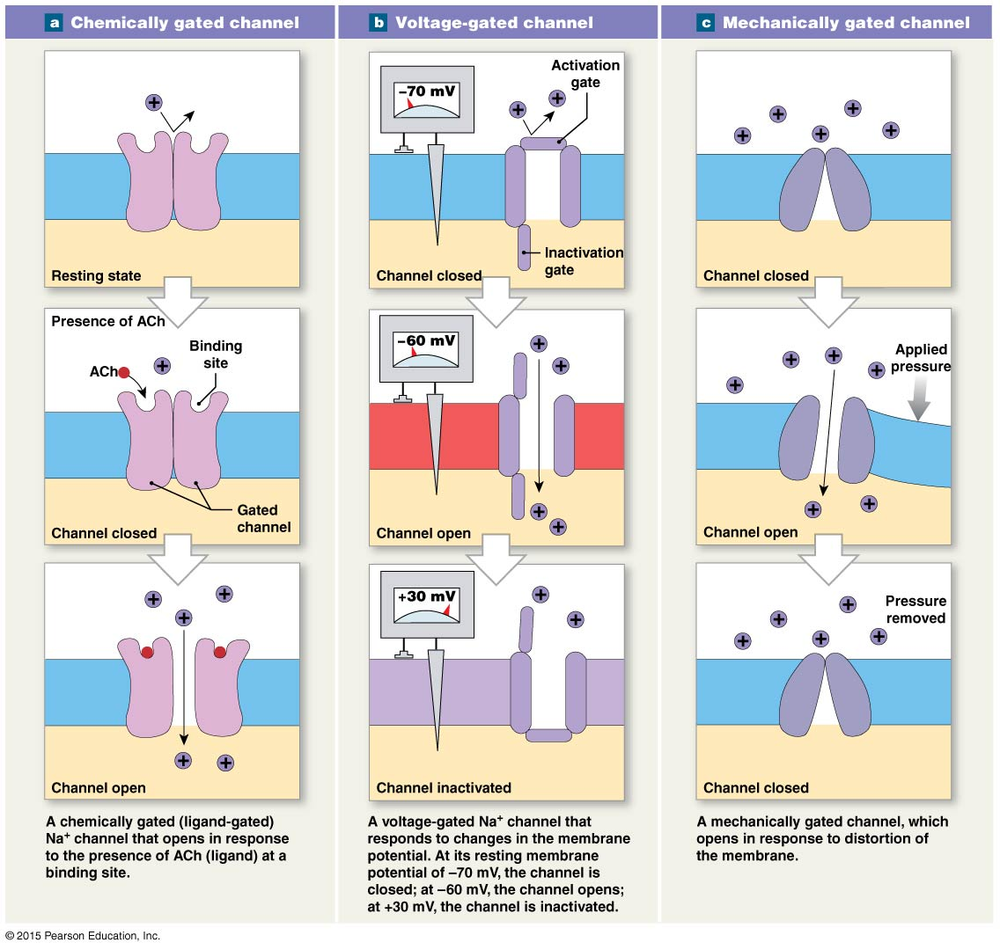 a Chemically gated channel
+
Resting state
Presence of ACh
Binding
site
ACh
+
Gated
channel
Channel closed
+
+
+
+
+
Channel open
A chemically gated (ligand-gated)
Na+ channel that opens in response
to the presence of ACh (ligand) at a
binding site.
b Voltage-gated channel
Activation
gate
–70 mV
+
+
Inactivation
gate
Channel closed
–60 mV
+
+
+
+
Channel open
+30 mV
+
+
Channel inactivated
A voltage-gated Na+ channel that
responds to changes in the membrane
potential. At its resting membrane
potential of –70 mV, the channel is
closed; at –60 mV, the channel opens;
at +30 mV, the channel is inactivated.
c Mechanically gated channel
+
+
+
+
+
Channel closed
Applied
pressure
+
+
+
+
+
+
Channel open
Pressure
removed
+
+
+
+
+
Channel closed
A mechanically gated channel, which
opens in response to distortion of
the membrane.
© 2015 Pearson Education, Inc.